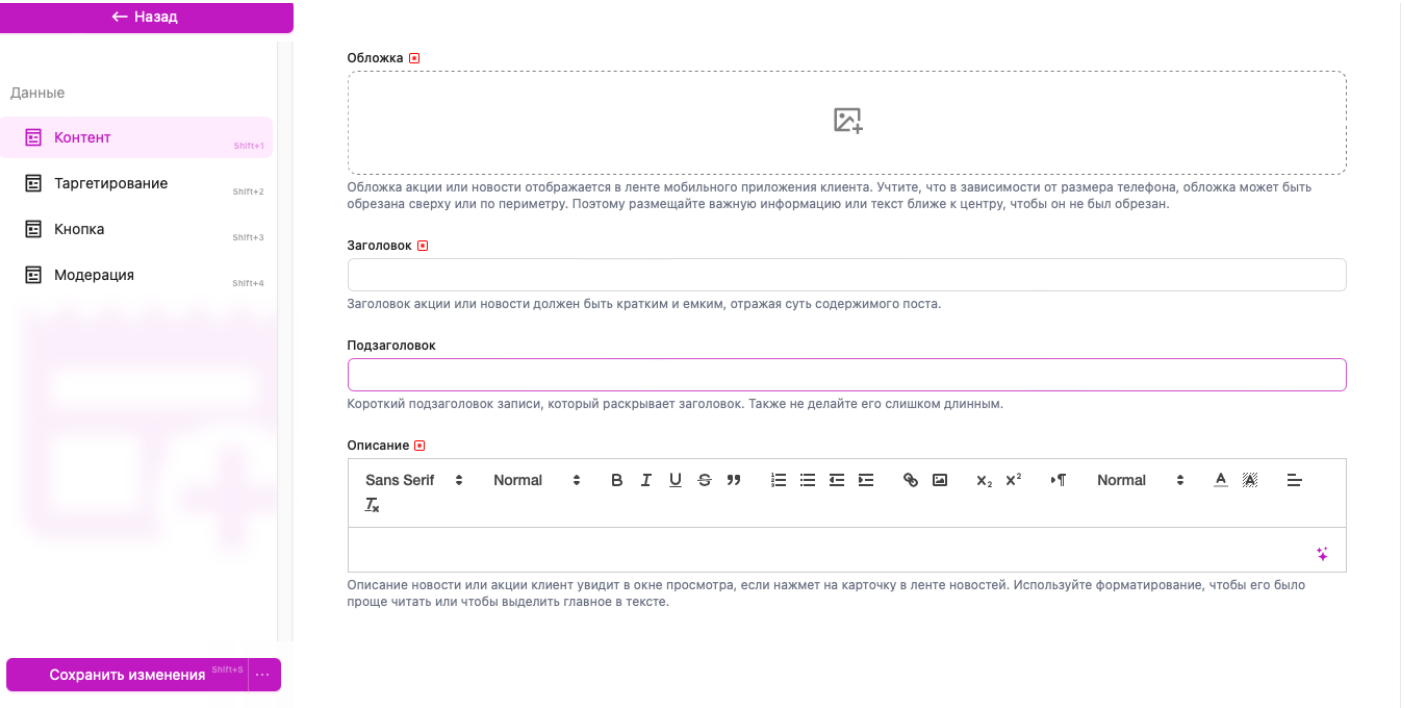 ← Назад
Данные
Контент Shift+1
Таргетирование Shift+2
Кнопка Shift+3
Модерация Shift+4
Сохранить изменения Shift+S ...
Обложка
Обложка акции или новости отображается в ленте мобильного приложения клиента. Учтите, что в зависимости от размера телефона, обложка может быть
обрезана сверху или по периметру. Поэтому размещайте важную информацию или текст ближе к центру, чтобы он не был обрезан.
Заголовок
Заголовок акции или новости должен быть кратким и емким, отражая суть содержимого поста.
Подзаголовок
Короткий подзаголовок записи, который раскрывает заголовок. Также не делайте его слишком длинным.
Описание
Sans Serif Normal B I U S ” x₂ x² ¶ Normal A A
Tx
Описание новости или акции клиент увидит в окне просмотра, если нажмет на карточку в ленте новостей. Используйте форматирование, чтобы его было
проще читать или чтобы выделить главное в тексте.